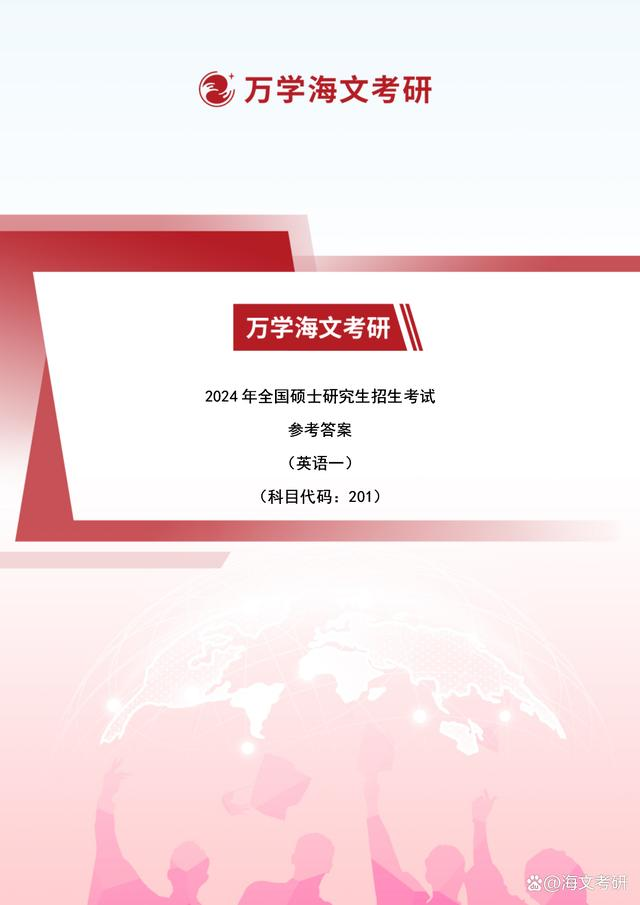 万学海文考研
万学海文考研
2024年全国硕士研究生招生考试
参考答案
（英语一）
（科目代码：201）
@海文考研